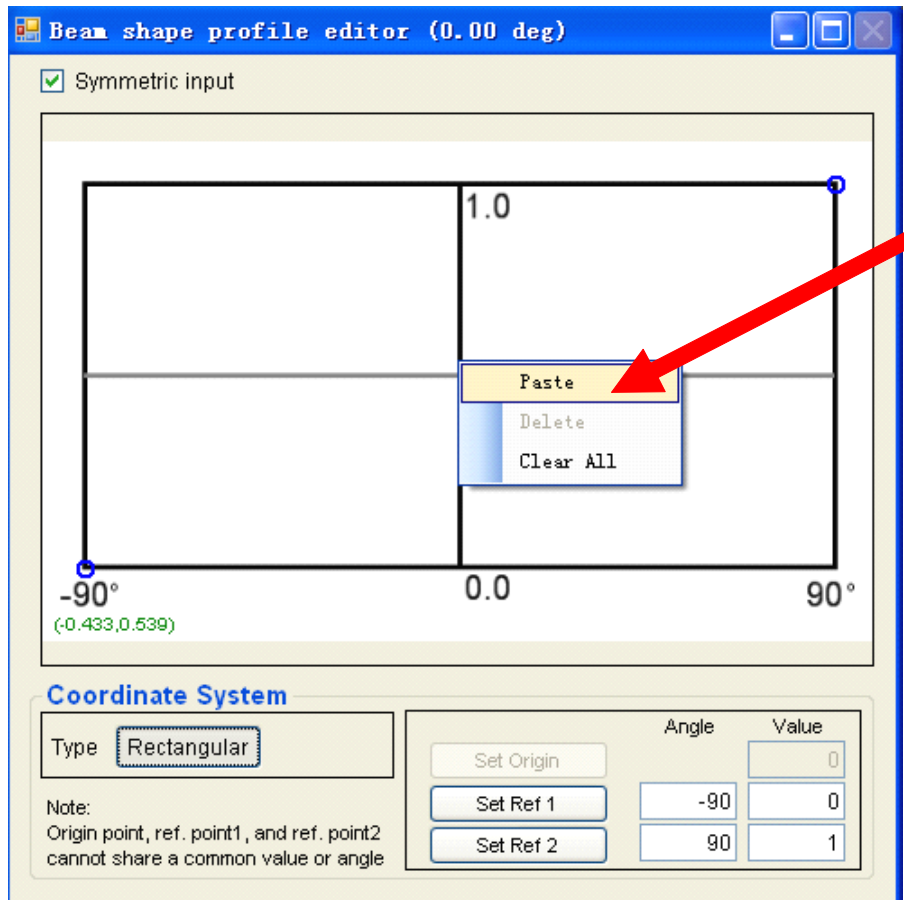 Beam shape profile editor (0.00 deg)
Symmetric input
1.0
Paste
Delete
Clear All
-90° 0.0 90°
(-0.433,0.539)
Coordinate System
Type Rectangular
Note:
Origin point, ref. point1, and ref. point2
cannot share a common value or angle
Angle Value
Set Origin 0
Set Ref 1 -90 0
Set Ref 2 90 1